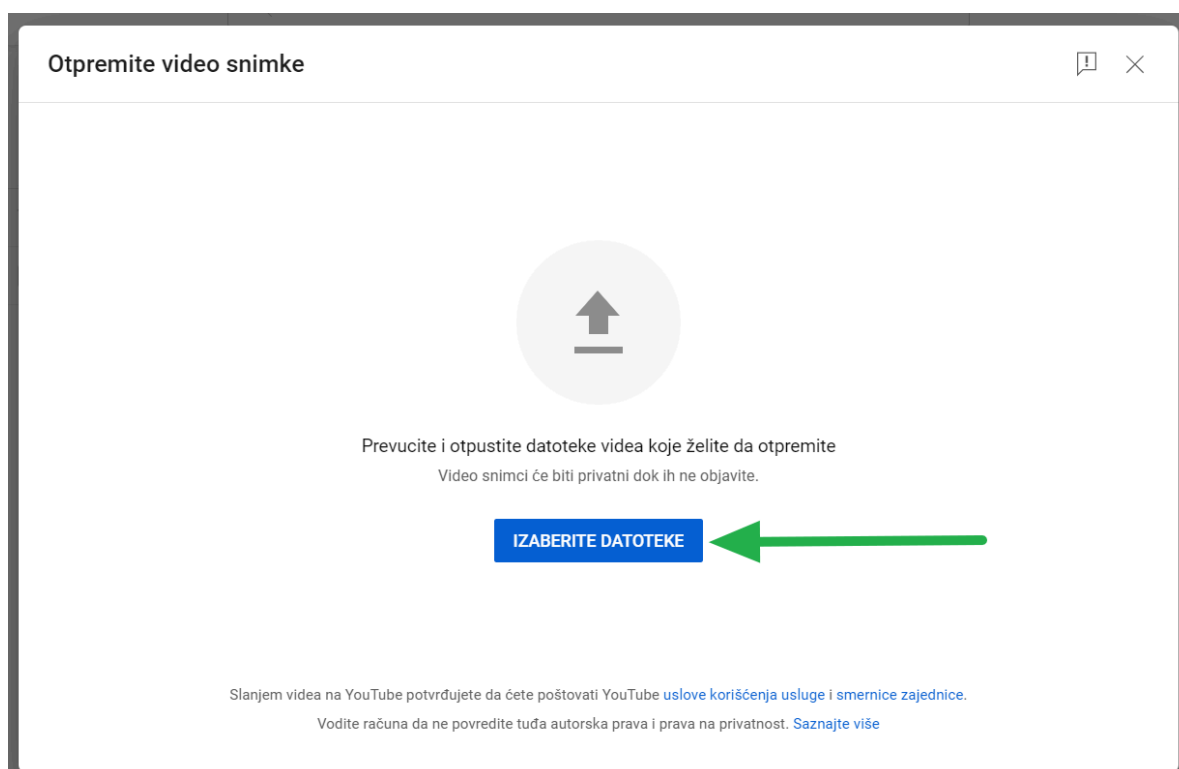 Otpremite video snimke
Prevucite i otpustite datoteke videa koje želite da otpremite
Video snimci će biti privatni dok ih ne objavite.
IZABERITE DATOTEKE
Slanjem videa na YouTube potvrđujete da ćete poštovati YouTube uslove korišćenja usluge i smernice zajednice.
Vodite računa da ne povredite tuđa autorska prava i prava na privatnost. Saznajte više